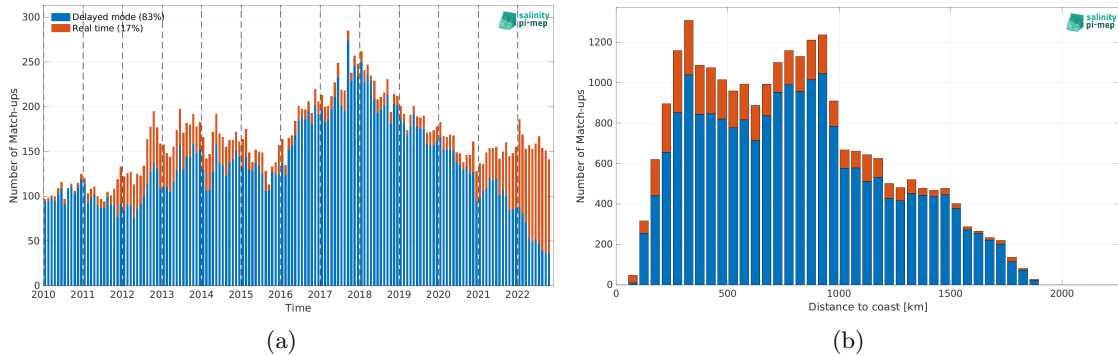 Delayed mode (83%)
Real time (17%)
salinity
pi-mep
Number of Match-ups
300
250
200
150
100
50
0
2010 2011 2012 2013 2014 2015 2016 2017 2018 2019 2020 2021 2022
Time
(a)
salinity
pi-mep
Number of Match-ups
1200
1000
800
600
400
200
0
0 500 1000 1500 2000
Distance to coast [km]
(b)